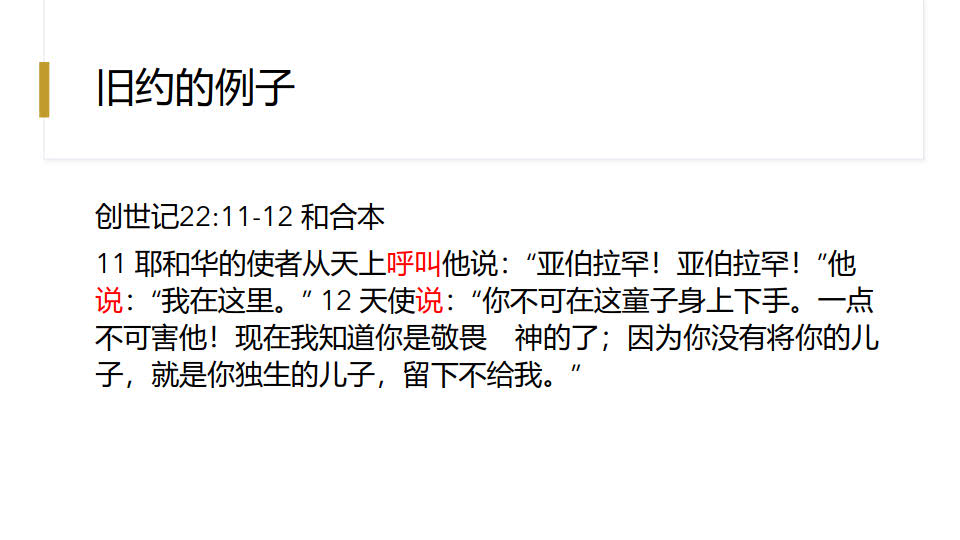 旧约的例子
创世记22:11-12 和合本
11 耶和华的使者从天上呼叫他说：“亚伯拉罕！亚伯拉罕！”他
说：“我在这里。” 12 天使说：“你不可在这童子身上下手。一点
不可害他！现在我知道你是敬畏　神的了；因为你没有将你的儿
子，就是你独生的儿子，留下不给我。”